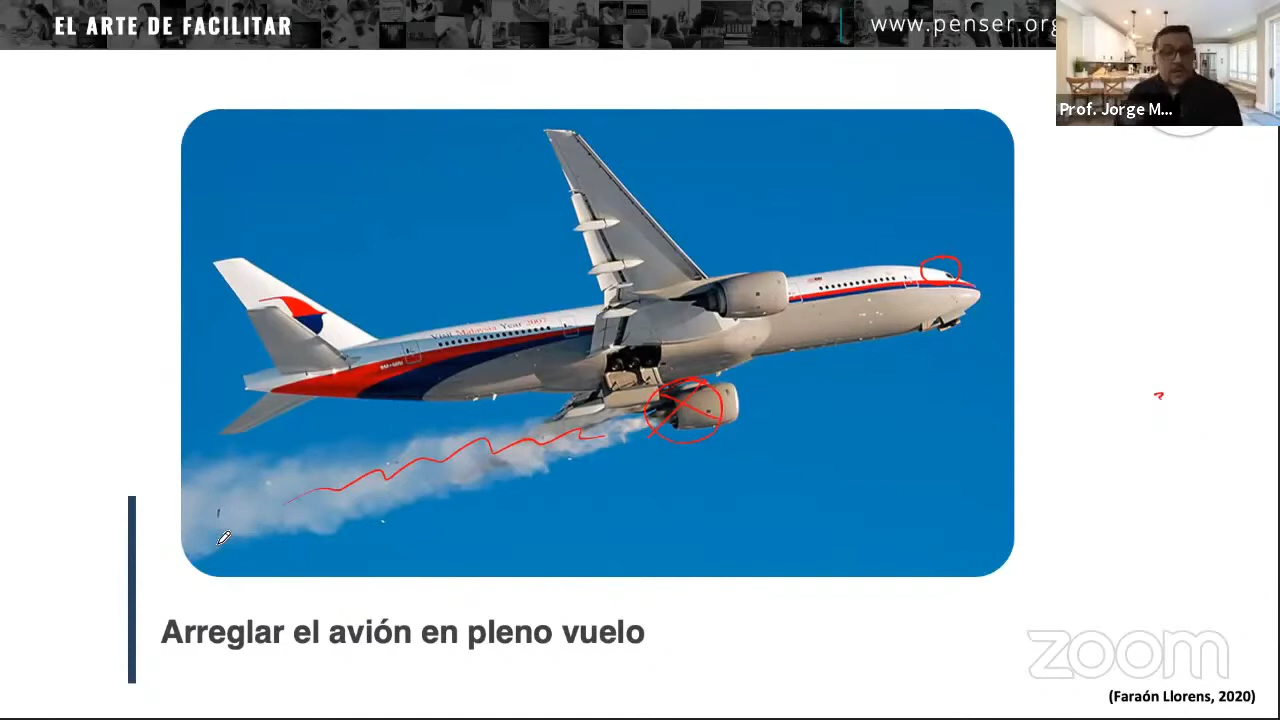 EL ARTE DE FACILITAR
www.penser.org
Prof. Jorge M...
Visit Malaysia Year 2007
Arreglar el avión en pleno vuelo
zoom
(Faraón Llorens, 2020)